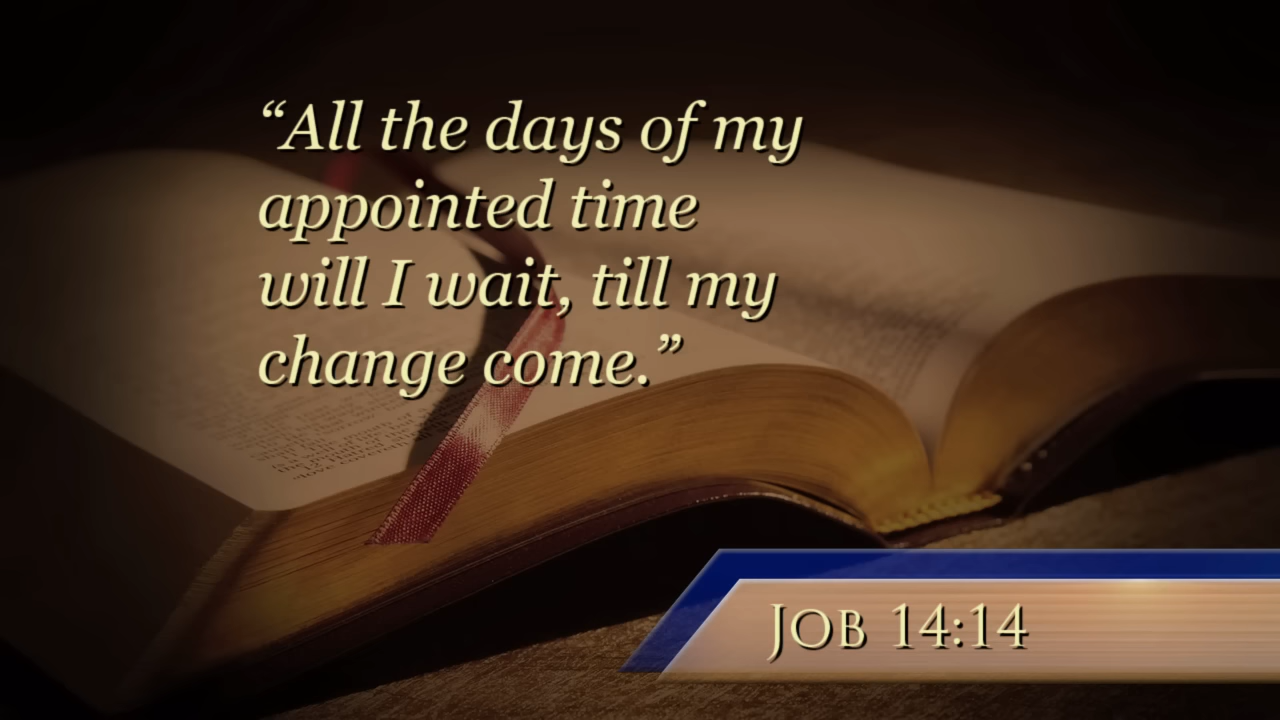 “All the days of my
appointed time
will I wait, till my
change come.”
Job 14:14